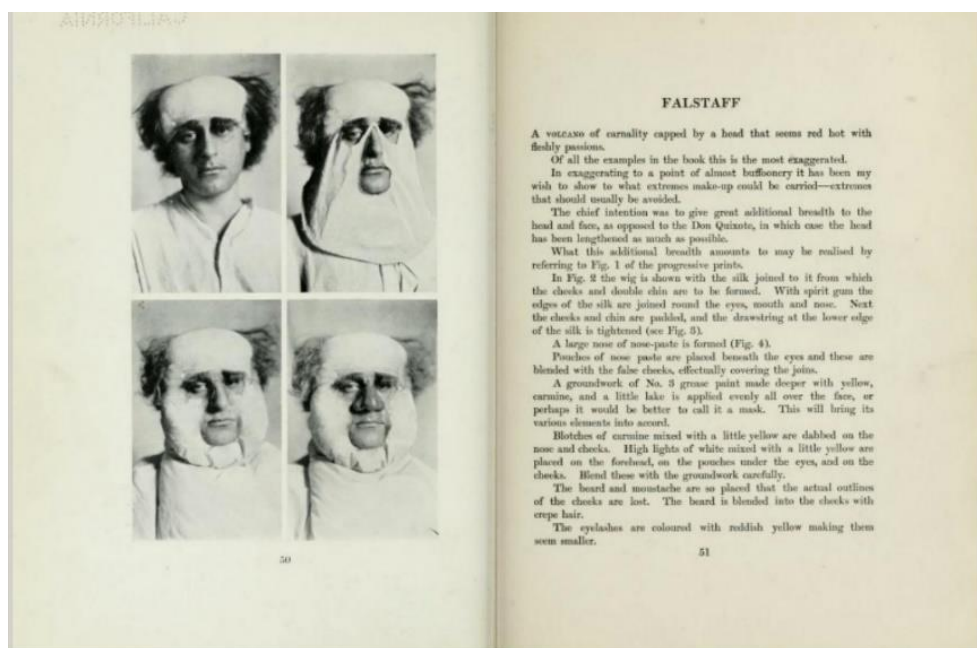 CALIFORNIA
50
FALSTAFF
A VOLCANO of carnality capped by a head that seems red hot with
fleshly passions.
Of all the examples in the book this is the most exaggerated.
In exaggerating to a point of almost buffoonery it has been my
wish to show to what extremes make-up could be carried—extremes
that should usually be avoided.
The chief intention was to give great additional breadth to the
head and face, as opposed to the Don Quixote, in which case the head
has been lengthened as much as possible.
What this additional breadth amounts to may be realised by
referring to Fig. 1 of the progressive prints.
In Fig. 2 the wig is shown with the silk joined to it from which
the cheeks and double chin are to be formed. With spirit gum the
edges of the silk are joined round the eyes, mouth and nose. Next
the cheeks and chin are padded, and the drawstring at the lower edge
of the silk is tightened (see Fig. 3).
A large nose of nose-paste is formed (Fig. 4).
Pouches of nose paste are placed beneath the eyes and these are
blended with the false cheeks, effectually covering the joins.
A groundwork of No. 3 grease paint made deeper with yellow,
carmine, and a little lake is applied evenly all over the face, or
perhaps it would be better to call it a mask. This will bring its
various elements into accord.
Blotches of carmine mixed with a little yellow are dabbed on the
nose and cheeks. High lights of white mixed with a little yellow are
placed on the forehead, on the pouches under the eyes, and on the
cheeks. Blend these with the groundwork carefully.
The beard and moustache are so placed that the actual outlines
of the cheeks are lost. The beard is blended into the cheeks with
crepe hair.
The eyelashes are coloured with reddish yellow making them
seem smaller.
51